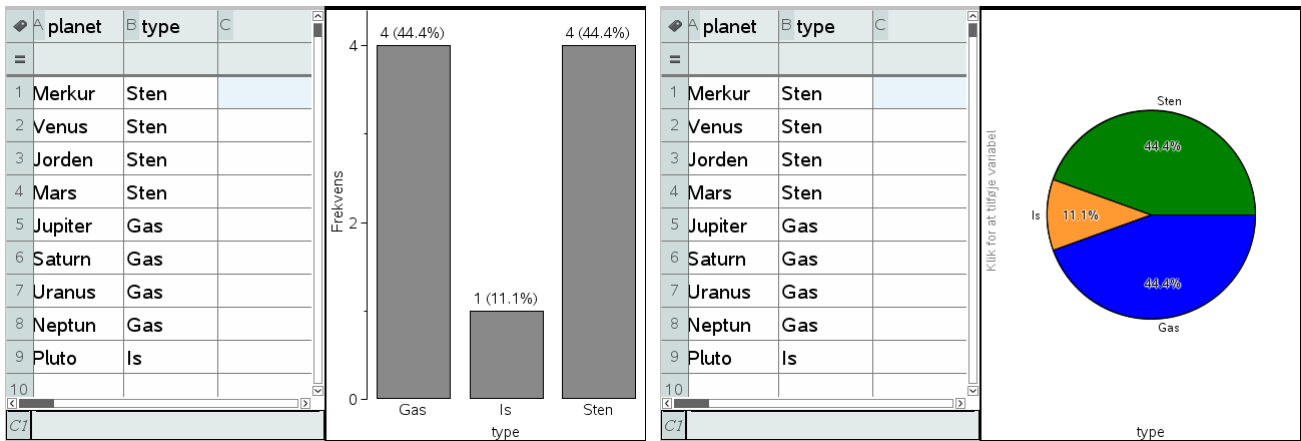 A planet B type C
=
1 Merkur Sten
2 Venus Sten
3 Jorden Sten
4 Mars Sten
5 Jupiter Gas
6 Saturn Gas
7 Uranus Gas
8 Neptun Gas
9 Pluto Is
10
C1
4 (44.4%) 4 (44.4%)
4
1 (11.1%)
Frekvens
2
0
Gas Is Sten
type
A planet B type C
=
1 Merkur Sten
2 Venus Sten
3 Jorden Sten
4 Mars Sten
5 Jupiter Gas
6 Saturn Gas
7 Uranus Gas
8 Neptun Gas
9 Pluto Is
10
C1
Klik for at tilføje variabel
Sten
44.4%
Is 11.1%
44.4%
Gas
type